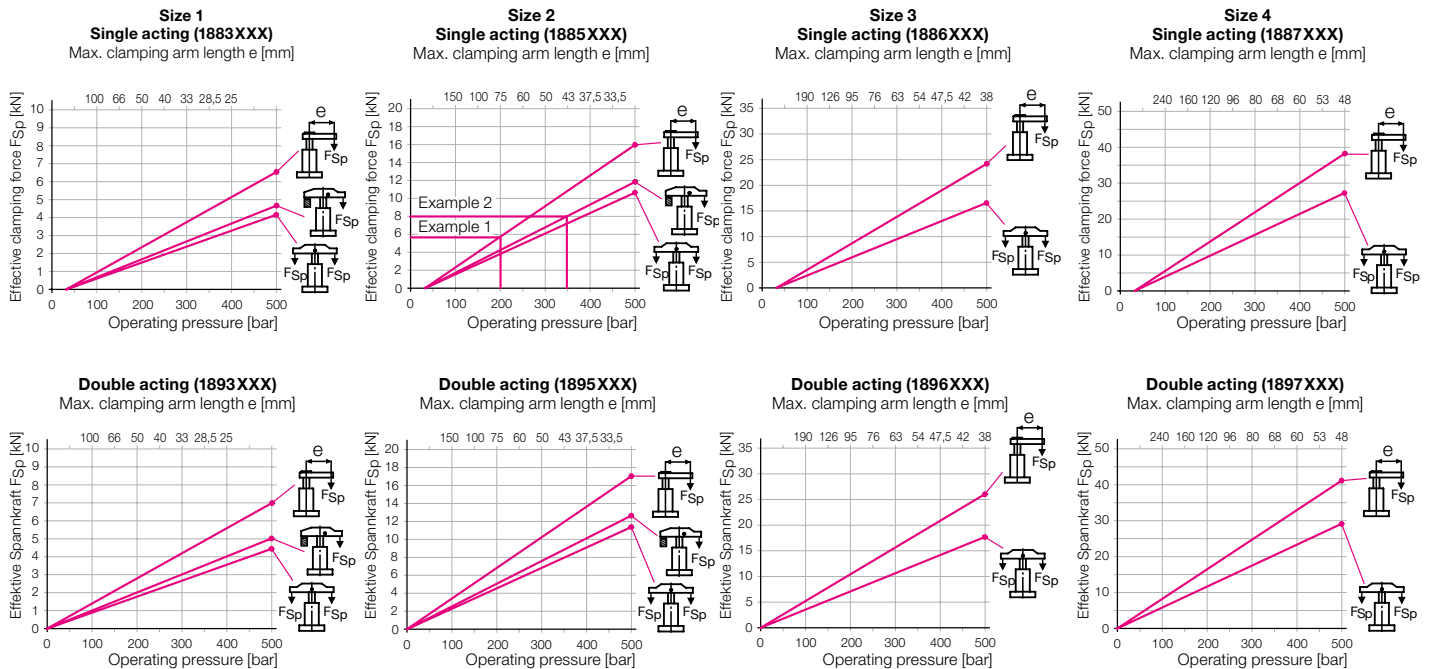 Size 1
Single acting (1883XXX)
Max. clamping arm length e [mm]
100 66 50 40 33 28,5 25
Effective clamping force FSp [kN]
10
9
8
7
6
5
4
3
2
1
0
e
FSp
FSp
FSp FSp
0 100 200 300 400 500
Operating pressure [bar]
Size 2
Single acting (1885XXX)
Max. clamping arm length e [mm]
150 100 75 60 50 43 37,5 33,5
Effective clamping force FSp [kN]
20
18
16
14
12
10
8
6
4
2
0
Example 2
Example 1
e
FSp
FSp
FSp FSp
0 100 200 300 400 500
Operating pressure [bar]
Size 3
Single acting (1886XXX)
Max. clamping arm length e [mm]
190 126 95 76 63 54 47,5 42 38
Effective clamping force FSp [kN]
35
30
25
20
15
10
5
0
e
FSp
FSp FSp
0 100 200 300 400 500
Operating pressure [bar]
Size 4
Single acting (1887XXX)
Max. clamping arm length e [mm]
240 160 120 96 80 68 60 53 48
Effective clamping force FSp [kN]
50
40
30
20
10
0
e
FSp
FSp FSp
0 100 200 300 400 500
Operating pressure [bar]
Double acting (1893XXX)
Max. clamping arm length e [mm]
100 66 50 40 33 28,5 25
Effektive Spannkraft FSp [kN]
10
9
8
7
6
5
4
3
2
1
0
e
FSp
FSp
FSp FSp
0 100 200 300 400 500
Operating pressure [bar]
Double acting (1895XXX)
Max. clamping arm length e [mm]
150 100 75 60 50 43 37,5 33,5
Effektive Spannkraft FSp [kN]
20
18
16
14
12
10
8
6
4
2
0
e
FSp
FSp
FSp FSp
0 100 200 300 400 500
Operating pressure [bar]
Double acting (1896XXX)
Max. clamping arm length e [mm]
190 126 95 76 63 54 47,5 42 38
Effektive Spannkraft FSp [kN]
35
30
25
20
15
10
5
0
e
FSp
FSp FSp
0 100 200 300 400 500
Operating pressure [bar]
Double acting (1897XXX)
Max. clamping arm length e [mm]
240 160 120 96 80 68 60 53 48
Effektive Spannkraft FSp [kN]
50
40
30
20
10
0
e
FSp
FSp FSp
0 100 200 300 400 500
Operating pressure [bar]